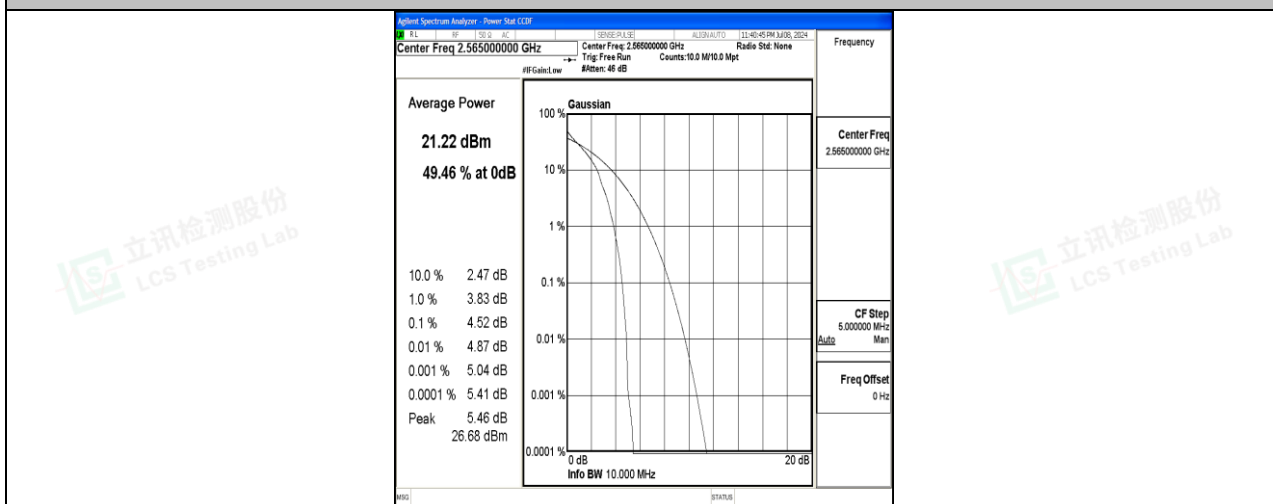 Agilent Spectrum Analyzer - Power Stat CCDF
RL RF 50 Ω AC SENSE:PULSE ALIGN AUTO 11:40:45 PM Jul 08, 2024
Center Freq 2.565000000 GHz
Center Freq: 2.565000000 GHz Radio Std: None
Trig: Free Run Counts:10.0 M/10.0 Mpt
#IFGain:Low #Atten: 46 dB
Frequency
Average Power
21.22 dBm
49.46 % at 0dB
10.0 % 2.47 dB
1.0 % 3.83 dB
0.1 % 4.52 dB
0.01 % 4.87 dB
0.001 % 5.04 dB
0.0001 % 5.41 dB
Peak 5.46 dB
26.68 dBm
Gaussian
100 %
10 %
1 %
0.1 %
0.01 %
0.001 %
0.0001 %
0 dB 20 dB
Info BW 10.000 MHz
Center Freq
2.565000000 GHz
CF Step
5.000000 MHz
Auto Man
Freq Offset
0 Hz
MSG STATUS
立讯检测股份
LCS Testing Lab
立讯检测股份
LCS Testing Lab